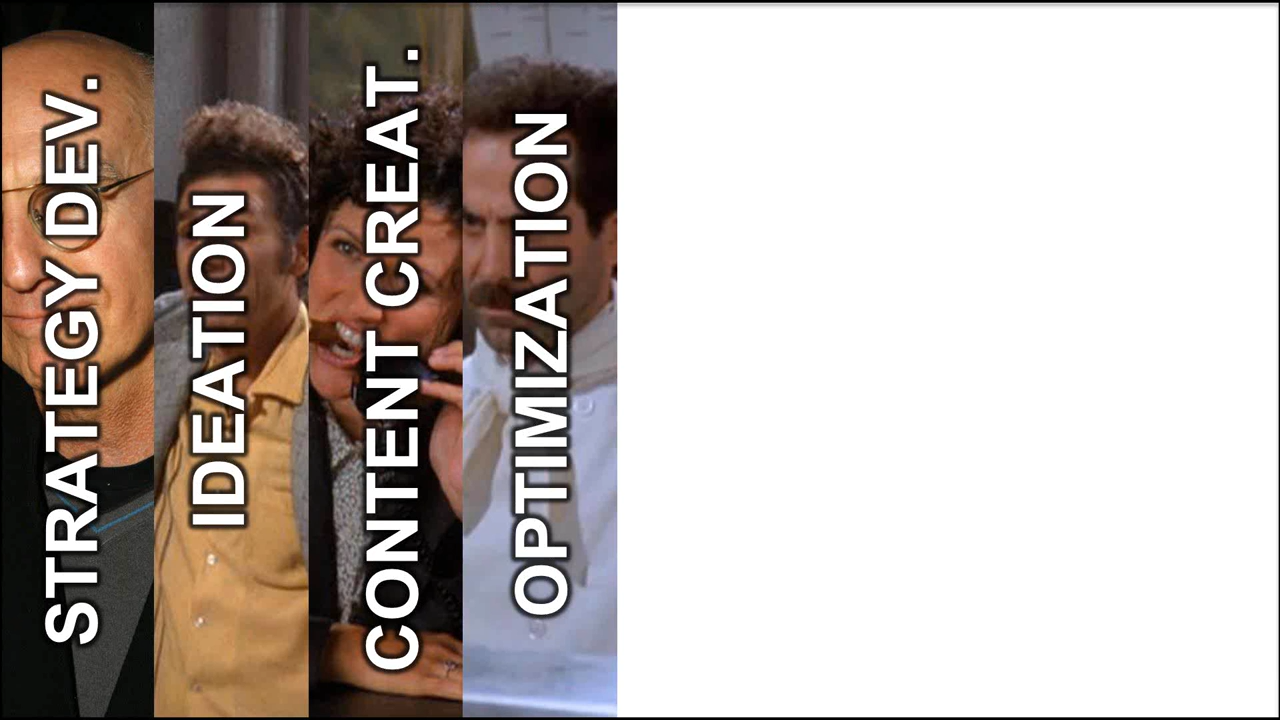 STRATEGY DEV.
IDEATION
CONTENT CREAT.
OPTIMIZATION